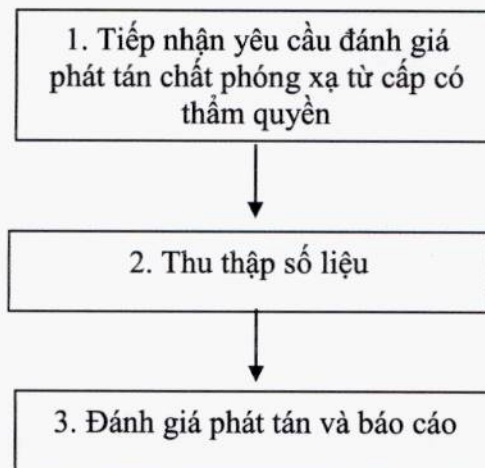 1. Tiếp nhận yêu cầu đánh giá
phát tán chất phóng xạ từ cấp có
thẩm quyền
2. Thu thập số liệu
3. Đánh giá phát tán và báo cáo